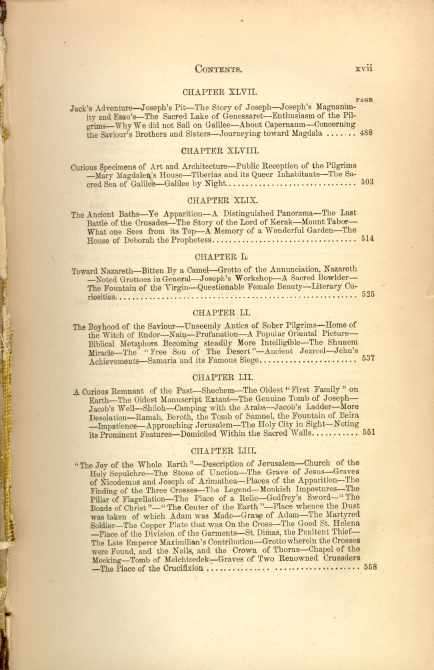 CONTENTS. xvii
CHAPTER XLVII.
PAGE
Jack's Adventure—Joseph's Pit—The Story of Joseph—Joseph's Magnanim-
ity and Esau's—The Sacred Lake of Genessaret—Enthusiasm of the Pil-
grims—Why We did not Sail on Galilee—About Capernaum—Concerning
the Saviour's Brothers and Sisters—Journeying toward Magdala ....... 488
CHAPTER XLVIII.
Curious Specimens of Art and Architecture—Public Reception of the Pilgrims
—Mary Magdalen's House—Tiberias and its Queer Inhabitants—The Sa-
cred Sea of Galilee—Galilee by Night............................ 503
CHAPTER XLIX.
The Ancient Baths—Ye Apparition—A Distinguished Panorama—The Last
Battle of the Crusades—The Story of the Lord of Kerak—Mount Tabor—
What one Sees from its Top—A Memory of a Wonderful Garden—The
House of Deborah the Prophetess................................ 514
CHAPTER L.
Toward Nazareth—Bitten By a Camel—Grotto of the Annunciation, Nazareth
—Noted Grottoes in General—Joseph's Workshop—A Sacred Bowlder—
The Fountain of the Virgin—Questionable Female Beauty—Literary Cu-
riosities..................................................... 525
CHAPTER LI.
The Boyhood of the Saviour—Unseemly Antics of Sober Pilgrims—Home of
the Witch of Endor—Nain—Profanation—A Popular Oriental Picture—
Biblical Metaphors Becoming steadily More Intelligible—The Shunem
Miracle—The "Free Son of The Desert"—Ancient Jezreel—Jehu's
Achievements—Samaria and its Famous Siege..................... 537
CHAPTER LII.
A Curious Remnant of the Past—Shechem—The Oldest "First Family" on
Earth—The Oldest Manuscript Extant—The Genuine Tomb of Joseph—
Jacob's Well—Shiloh—Camping with the Arabs—Jacob's Ladder—More
Desolation—Ramah, Beroth, the Tomb of Samuel, the Fountain of Beira
—Impatience—Approaching Jerusalem—The Holy City in Sight—Noting
its Prominent Features—Domiciled Within the Sacred Walls.......... 551
CHAPTER LIII.
"The Joy of the Whole Earth"—Description of Jerusalem—Church of the
Holy Sepulchre—The Stone of Unction—The Grave of Jesus—Graves
of Nicodemus and Joseph of Arimathea—Places of the Apparition—The
Finding of the Three Crosses—The Legend—Monkish Impostures—The
Pillar of Flagellation—The Place of a Relic—Godfrey's Sword—"The
Bonds of Christ"—"The Center of the Earth"—Place whence the Dust
was taken of which Adam was Made—Grave of Adam—The Martyred
Soldier—The Copper Plate that was On the Cross—The Good St. Helena
—Place of the Division of the Garments—St. Dimas, the Penitent Thief—
The Late Emperor Maximilian's Contribution—Grotto wherein the Crosses
were Found, and the Nails, and the Crown of Thorns—Chapel of the
Mocking—Tomb of Melchizedek—Graves of Two Renowned Crusaders
—The Place of the Crucifixion .................................. 558